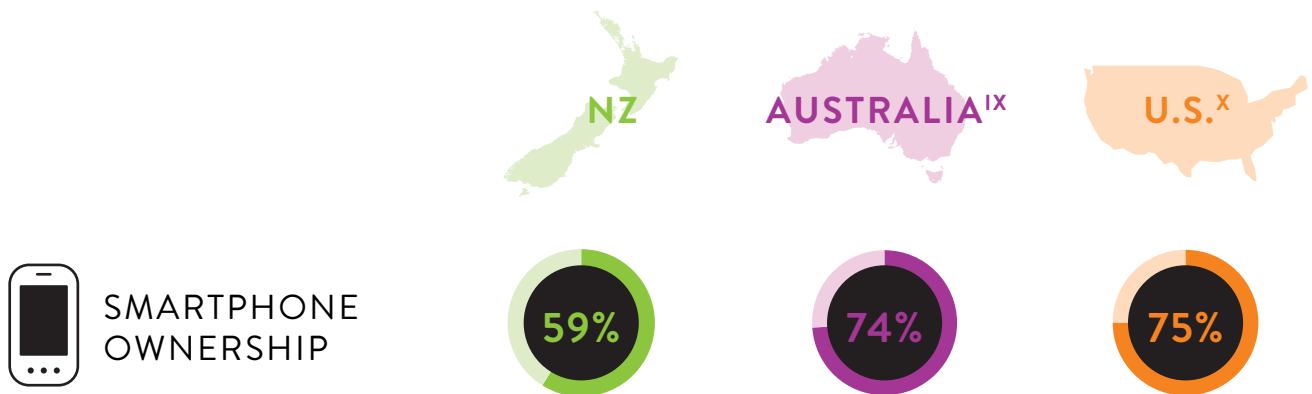 NZ
AUSTRALIA^IX
U.S.^X
SMARTPHONE
OWNERSHIP
59%
74%
75%